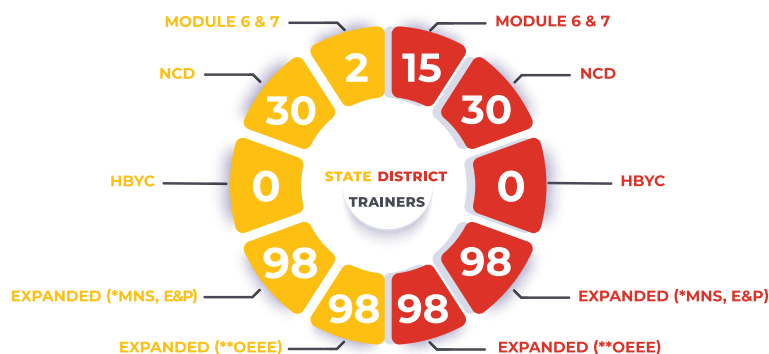 MODULE 6 & 7
MODULE 6 & 7
2
15
NCD
NCD
30
30
HBYC
0
STATE DISTRICT
TRAINERS
0
HBYC
98
98
EXPANDED (*MNS, E&P)
EXPANDED (*MNS, E&P)
98
98
EXPANDED (**OEEE)
EXPANDED (**OEEE)